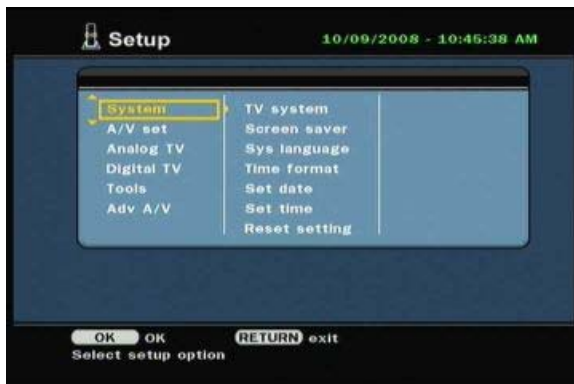 Setup
10/09/2008 - 10:45:38 AM
System
A/V set
Analog TV
Digital TV
Tools
Adv A/V
TV system
Screen saver
Sys language
Time format
Set date
Set time
Reset setting
OK OK
RETURN exit
Select setup option